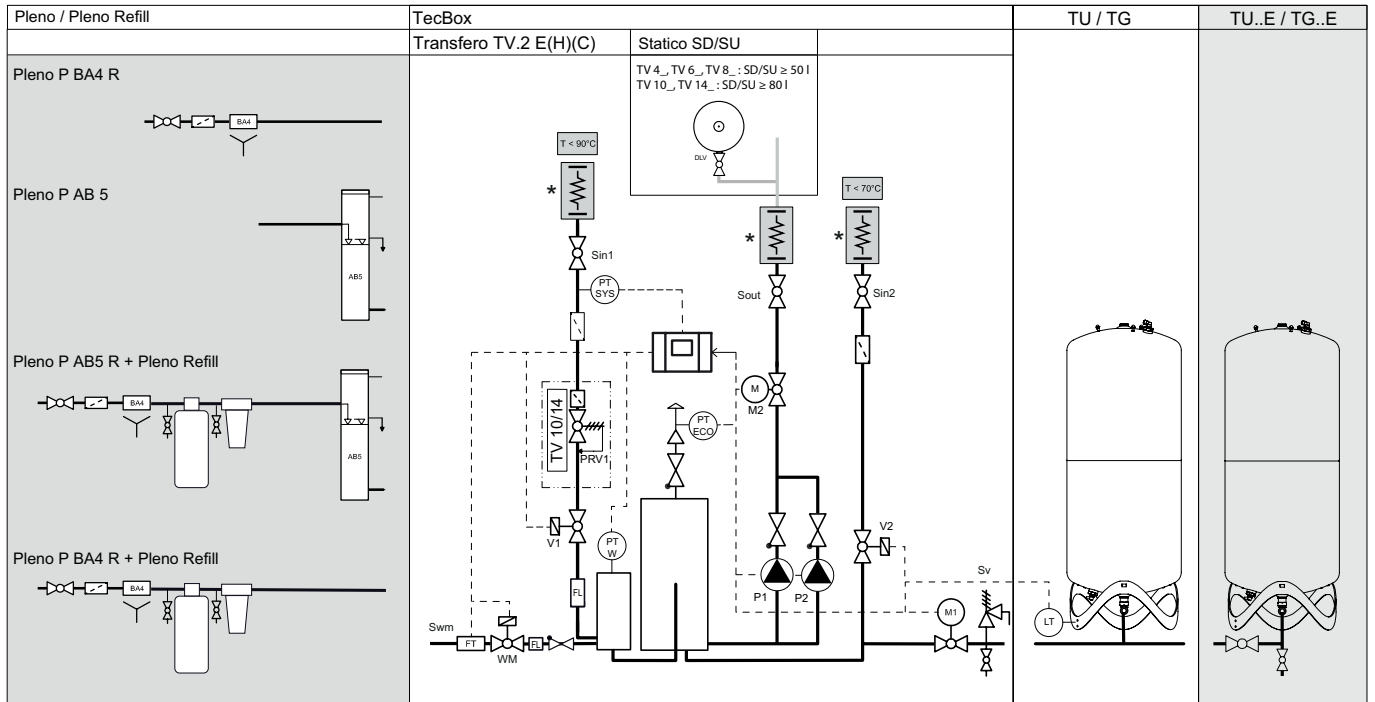 Pleno / Pleno Refill
TecBox
TU / TG
TU..E / TG..E
Transfero TV.2 E(H)(C)
Statico SD/SU
Pleno P BA4 R
BA4
Pleno P AB 5
AB5
Pleno P AB5 R + Pleno Refill
BA4
AB5
Pleno P BA4 R + Pleno Refill
BA4
TV 4_, TV 6_, TV 8_ : SD/SU ≥ 50 l
TV 10_, TV 14_ : SD/SU ≥ 80 l
DLV
T < 90°C
T < 70°C
*
*
*
Sin1
Sout
Sin2
PT
SYS
M
M2
PT
ECO
TV 10/14
PRV1
V1
PT
W
V2
FL
P1
P2
Sv
M1
LT
Swm
FT
WM
FL